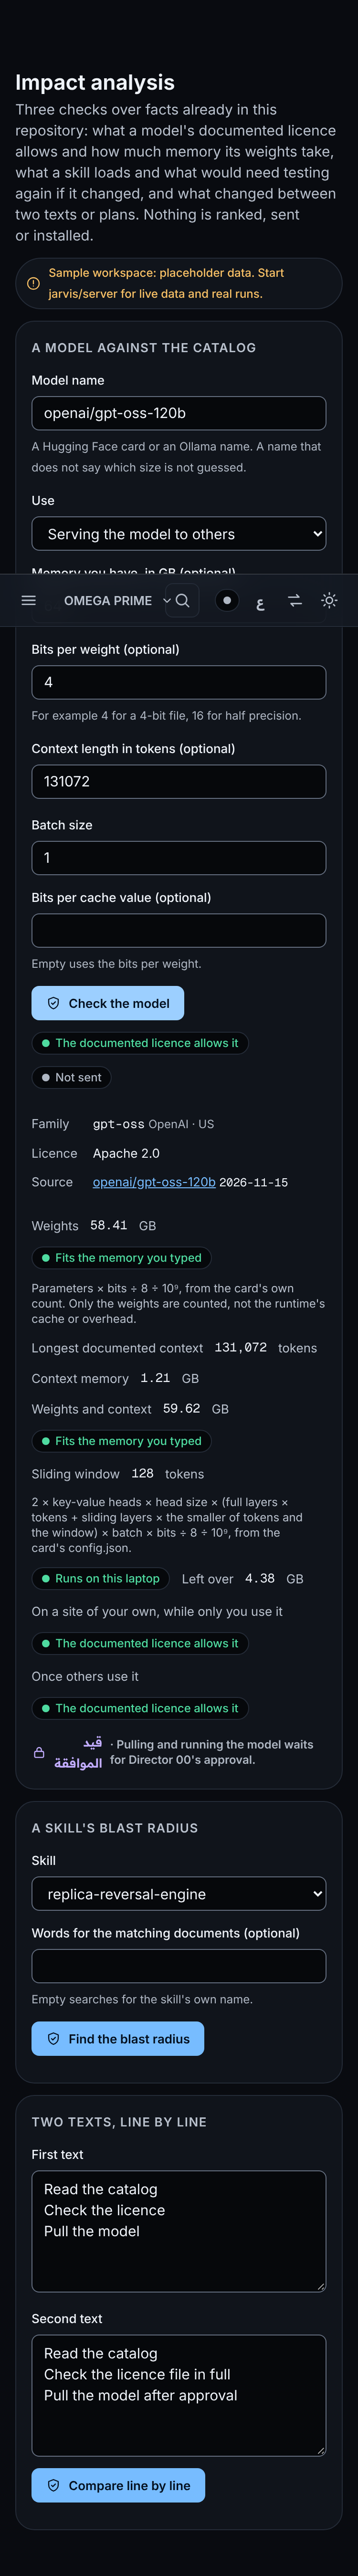 Impact analysis
Three checks over facts already in this
repository: what a model's documented licence
allows and how much memory its weights take,
what a skill loads and what would need testing
again if it changed, and what changed between
two texts or plans. Nothing is ranked, sent
or installed.
Sample workspace: placeholder data. Start
jarvis/server for live data and real runs.
A MODEL AGAINST THE CATALOG
Model name
openai/gpt-oss-120b
A Hugging Face card or an Ollama name. A name that
does not say which size is not guessed.
Use
Serving the model to others
Memory you have, in GB (optional)
OMEGA PRIME
ع
Bits per weight (optional)
4
For example 4 for a 4-bit file, 16 for half precision.
Context length in tokens (optional)
131072
Batch size
1
Bits per cache value (optional)
Empty uses the bits per weight.
Check the model
The documented licence allows it
Not sent
Family gpt-oss OpenAI · US
Licence Apache 2.0
Source openai/gpt-oss-120b 2026-11-15
Weights 58.41 GB
Fits the memory you typed
Parameters × bits ÷ 8 ÷ 10⁹, from the card's own
count. Only the weights are counted, not the runtime's
cache or overhead.
Longest documented context 131,072 tokens
Context memory 1.21 GB
Weights and context 59.62 GB
Fits the memory you typed
Sliding window 128 tokens
2 × key-value heads × head size × (full layers ×
tokens + sliding layers × the smaller of tokens and
the window) × batch × bits ÷ 8 ÷ 10⁹, from the
card's config.json.
Runs on this laptop Left over 4.38 GB
On a site of your own, while only you use it
The documented licence allows it
Once others use it
The documented licence allows it
قيد الموافقة · Pulling and running the model waits
for Director 00's approval.
A SKILL'S BLAST RADIUS
Skill
replica-reversal-engine
Words for the matching documents (optional)
Empty searches for the skill's own name.
Find the blast radius
TWO TEXTS, LINE BY LINE
First text
Read the catalog
Check the licence
Pull the model
Second text
Read the catalog
Check the licence file in full
Pull the model after approval
Compare line by line